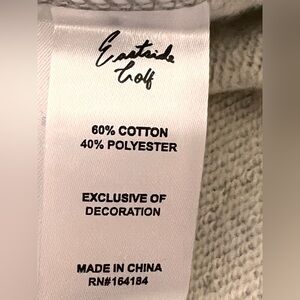 Eastside
Golf
60% COTTON
40% POLYESTER
EXCLUSIVE OF
DECORATION
MADE IN CHINA
RN#164184